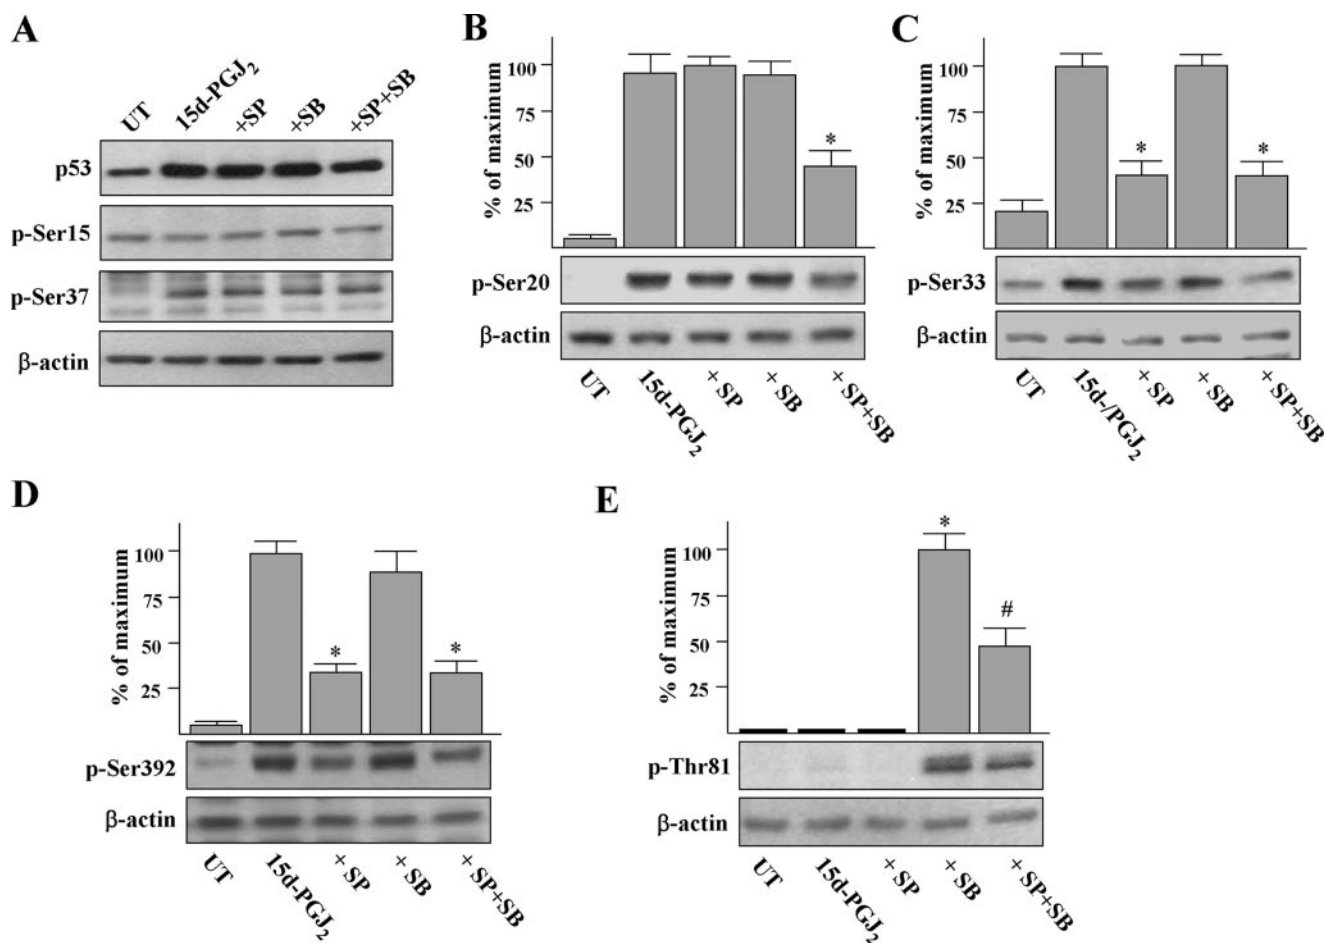 A
UT
15d-PGJ2
+SP
+SB
+SP+SB
p53
p-Ser15
p-Ser37
β-actin
B
% of maximum
100
50
25
*
p-Ser20
β-actin
UT
15d-PGJ2
+ SP
+ SB
+ SP+SB
C
% of maximum
100
50
25
*
*
p-Ser33
β-actin
UT
15d-/PGJ2
+ SP
+ SB
+ SP+SB
D
% of maximum
100
75
50
25
*
*
p-Ser392
β-actin
UT
15d-PGJ2
+ SP
+ SB
+ SP+SB
E
% of maximum
100
75
50
25
*
#
p-Thr81
β-actin
UT
15d-PGJ2
+ SP
+ SB
+ SP+SB